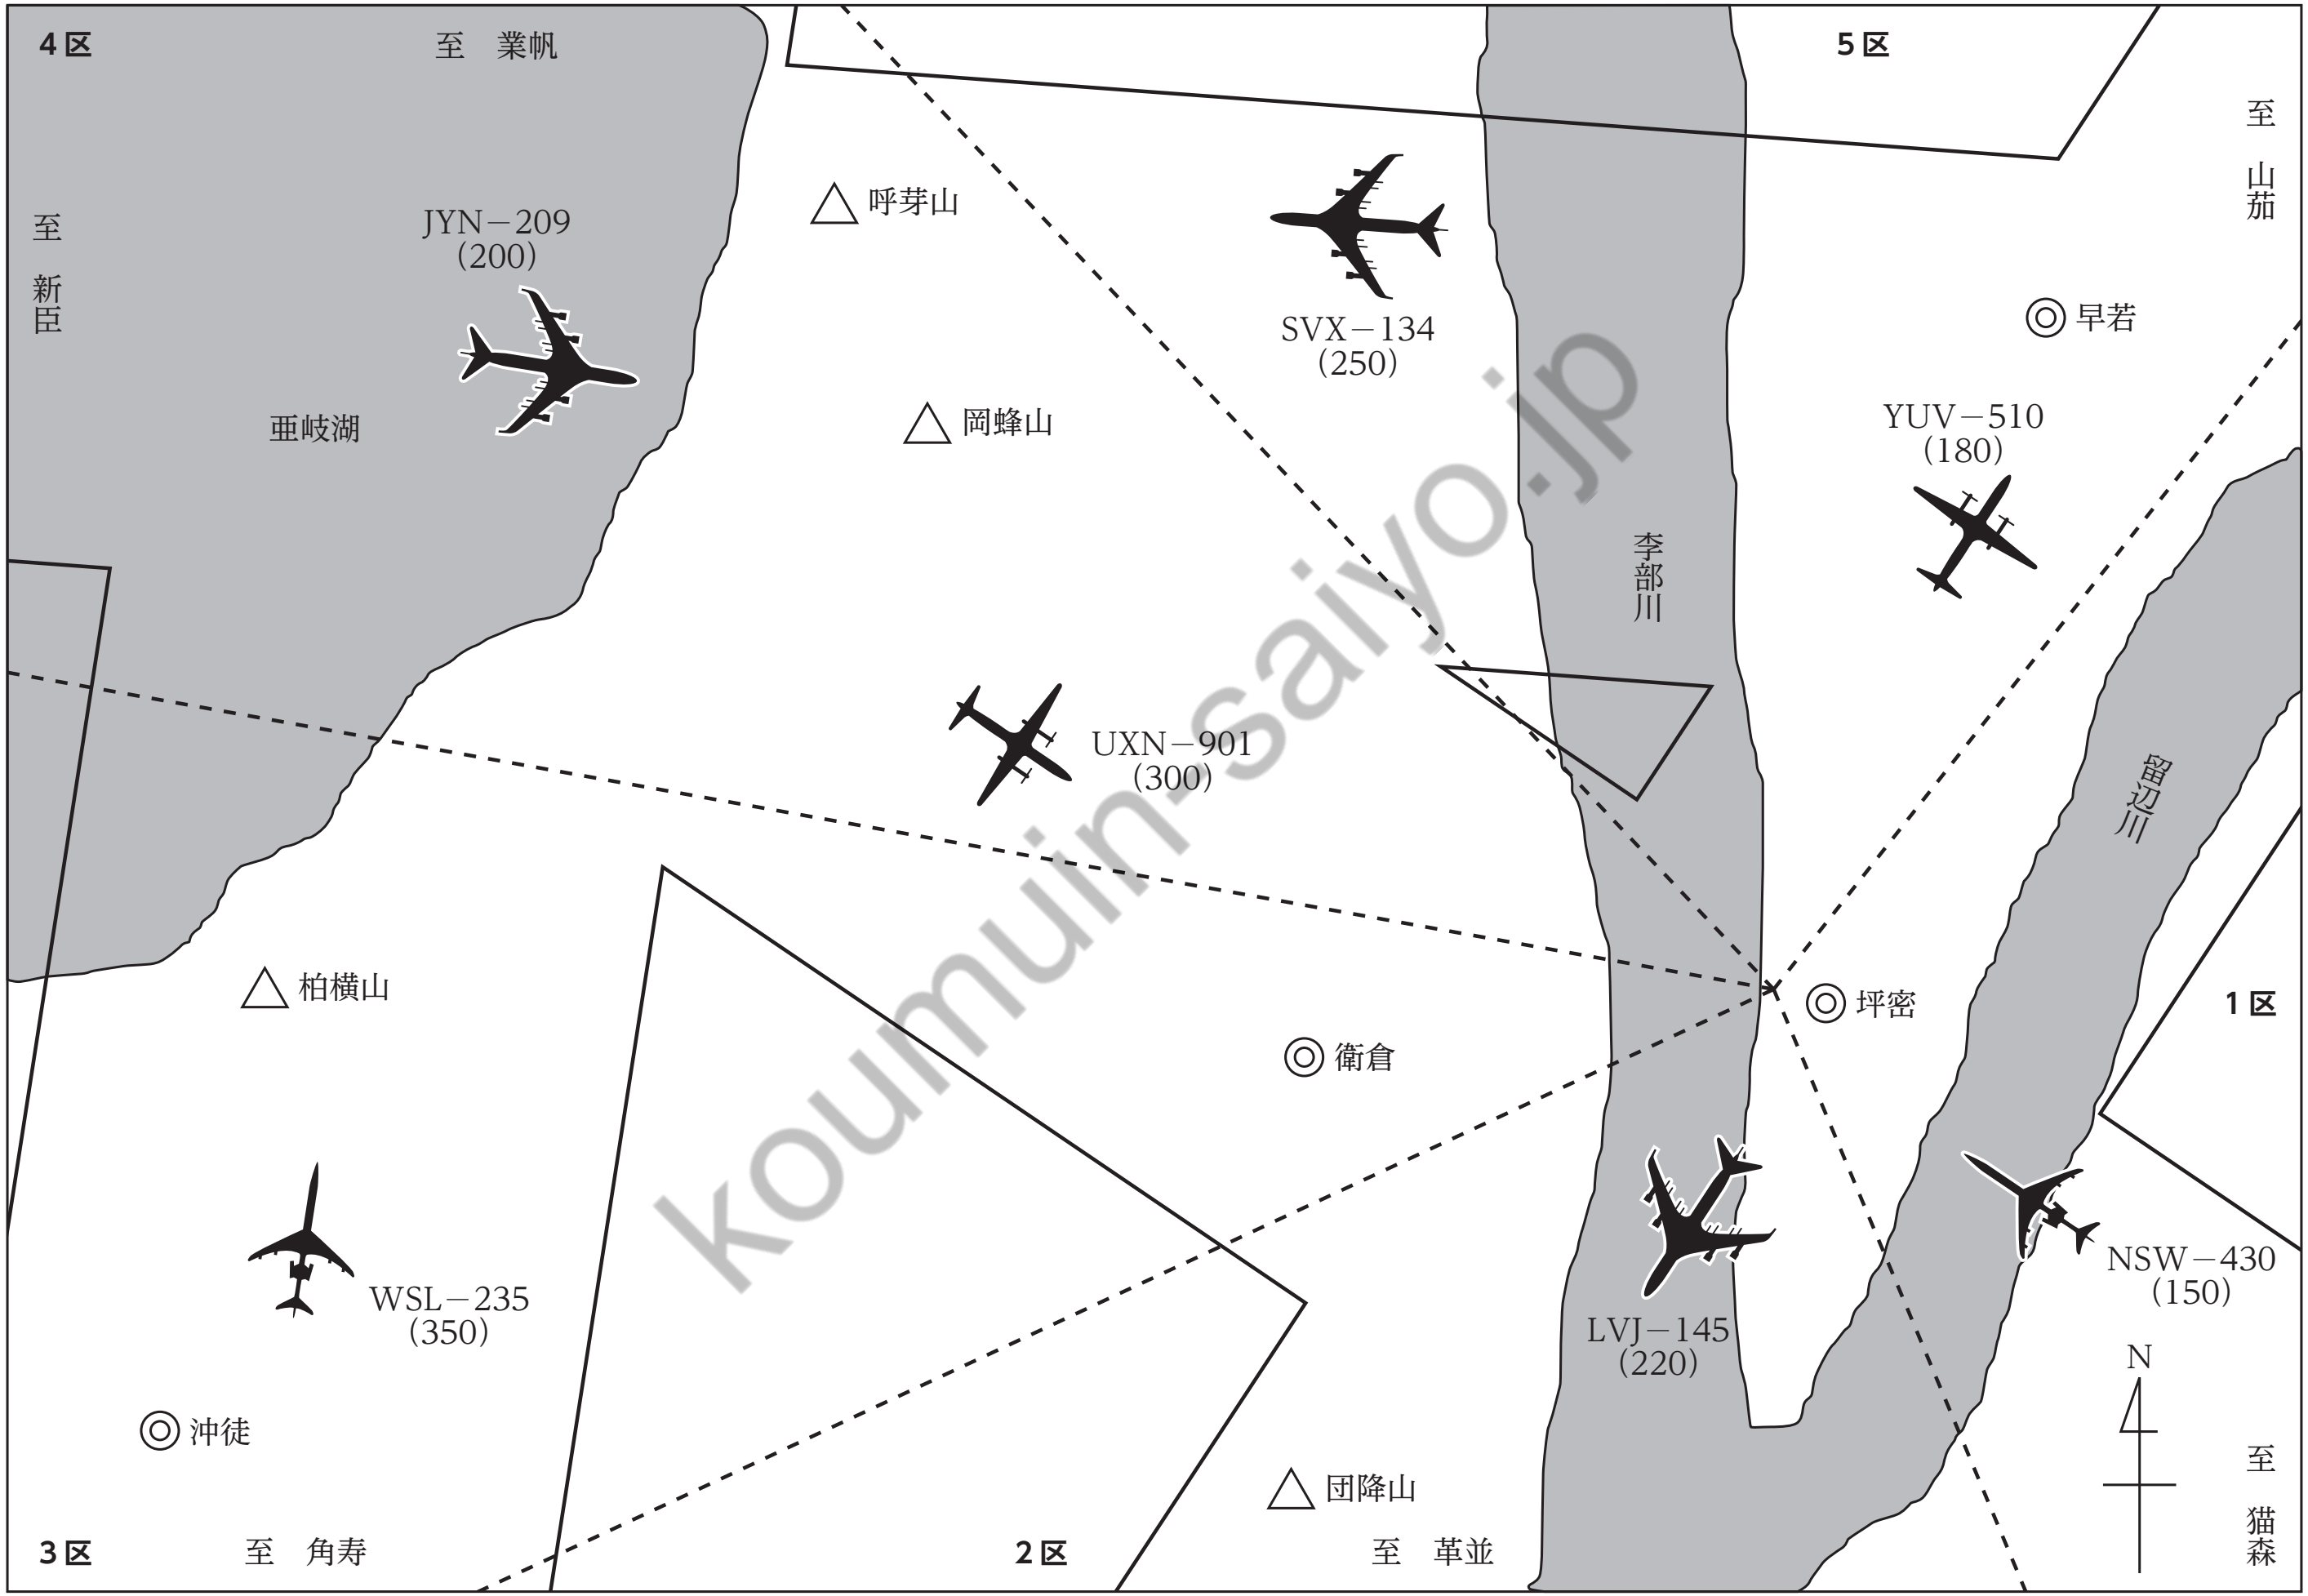 4区
至 業帆
5区
至 山茄
至 新臣
呼芽山
JYN−209
(200)
SVX−134
(250)
早若
亜岐湖
岡蜂山
YUV−510
(180)
李部川
UXN−901
(300)
留辺川
柏横山
衛倉
坪密
1区
WSL−235
(350)
NSW−430
(150)
LVJ−145
(220)
N
沖徒
団降山
3区
至 角寿
2区
至 革並
至 猫森
koumuin-saiyo.jp